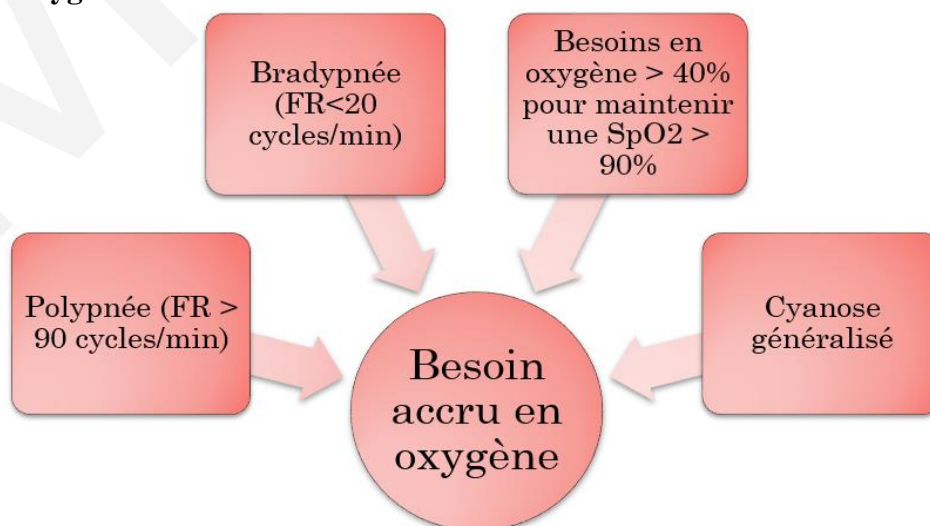 Bradypnée
(FR<20
cycles/min)
Besoins en
oxygène > 40%
pour maintenir
une SpO2 >
90%
Polypnée (FR >
90 cycles/min)
Cyanose
généralisé
Besoin
accru en
oxygène